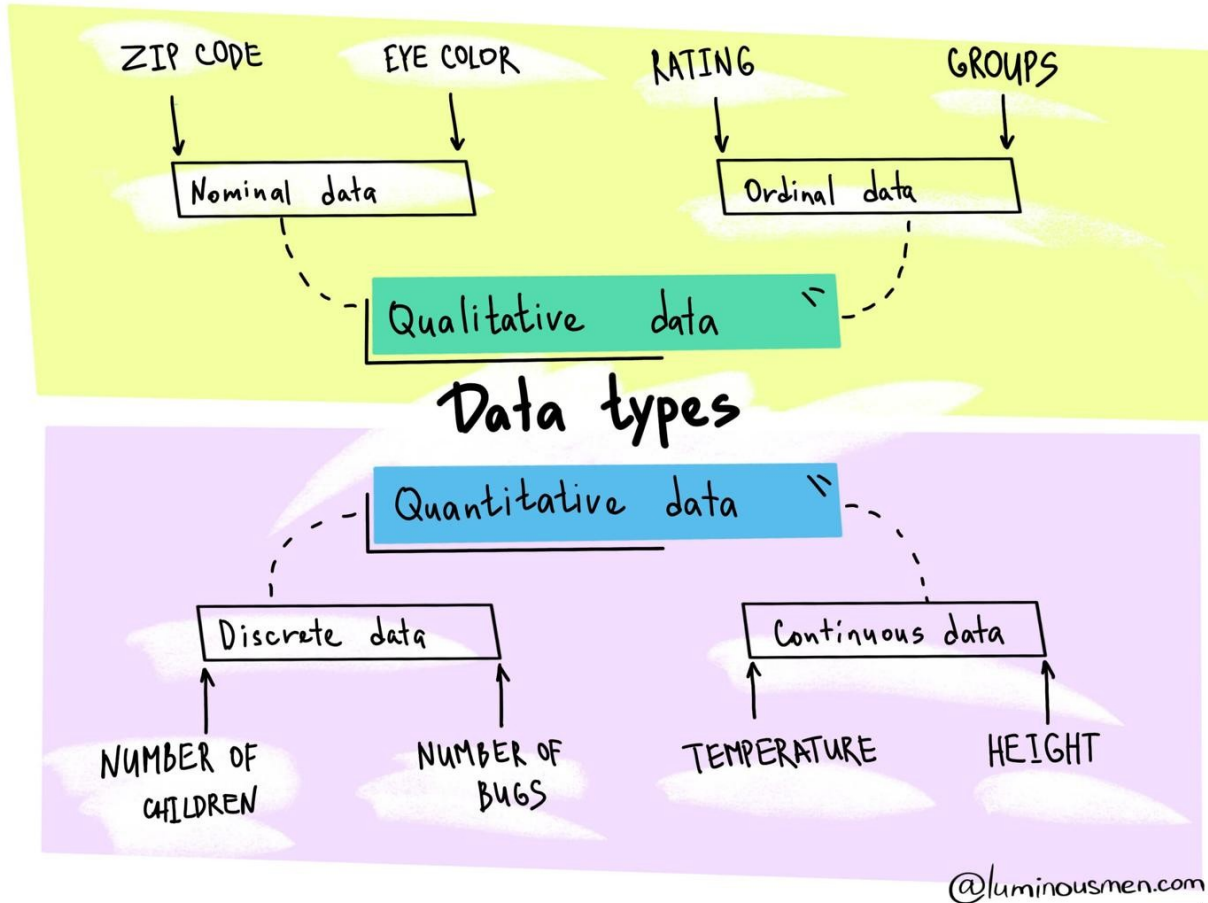 ZIP CODE
EYE COLOR
RATING
GROUPS
Nominal data
Ordinal data
Qualitative data
Data types
Quantitative data
Discrete data
Continuous data
NUMBER OF
CHILDREN
NUMBER OF
BUGS
TEMPERATURE
HEIGHT
@luminousmen.com